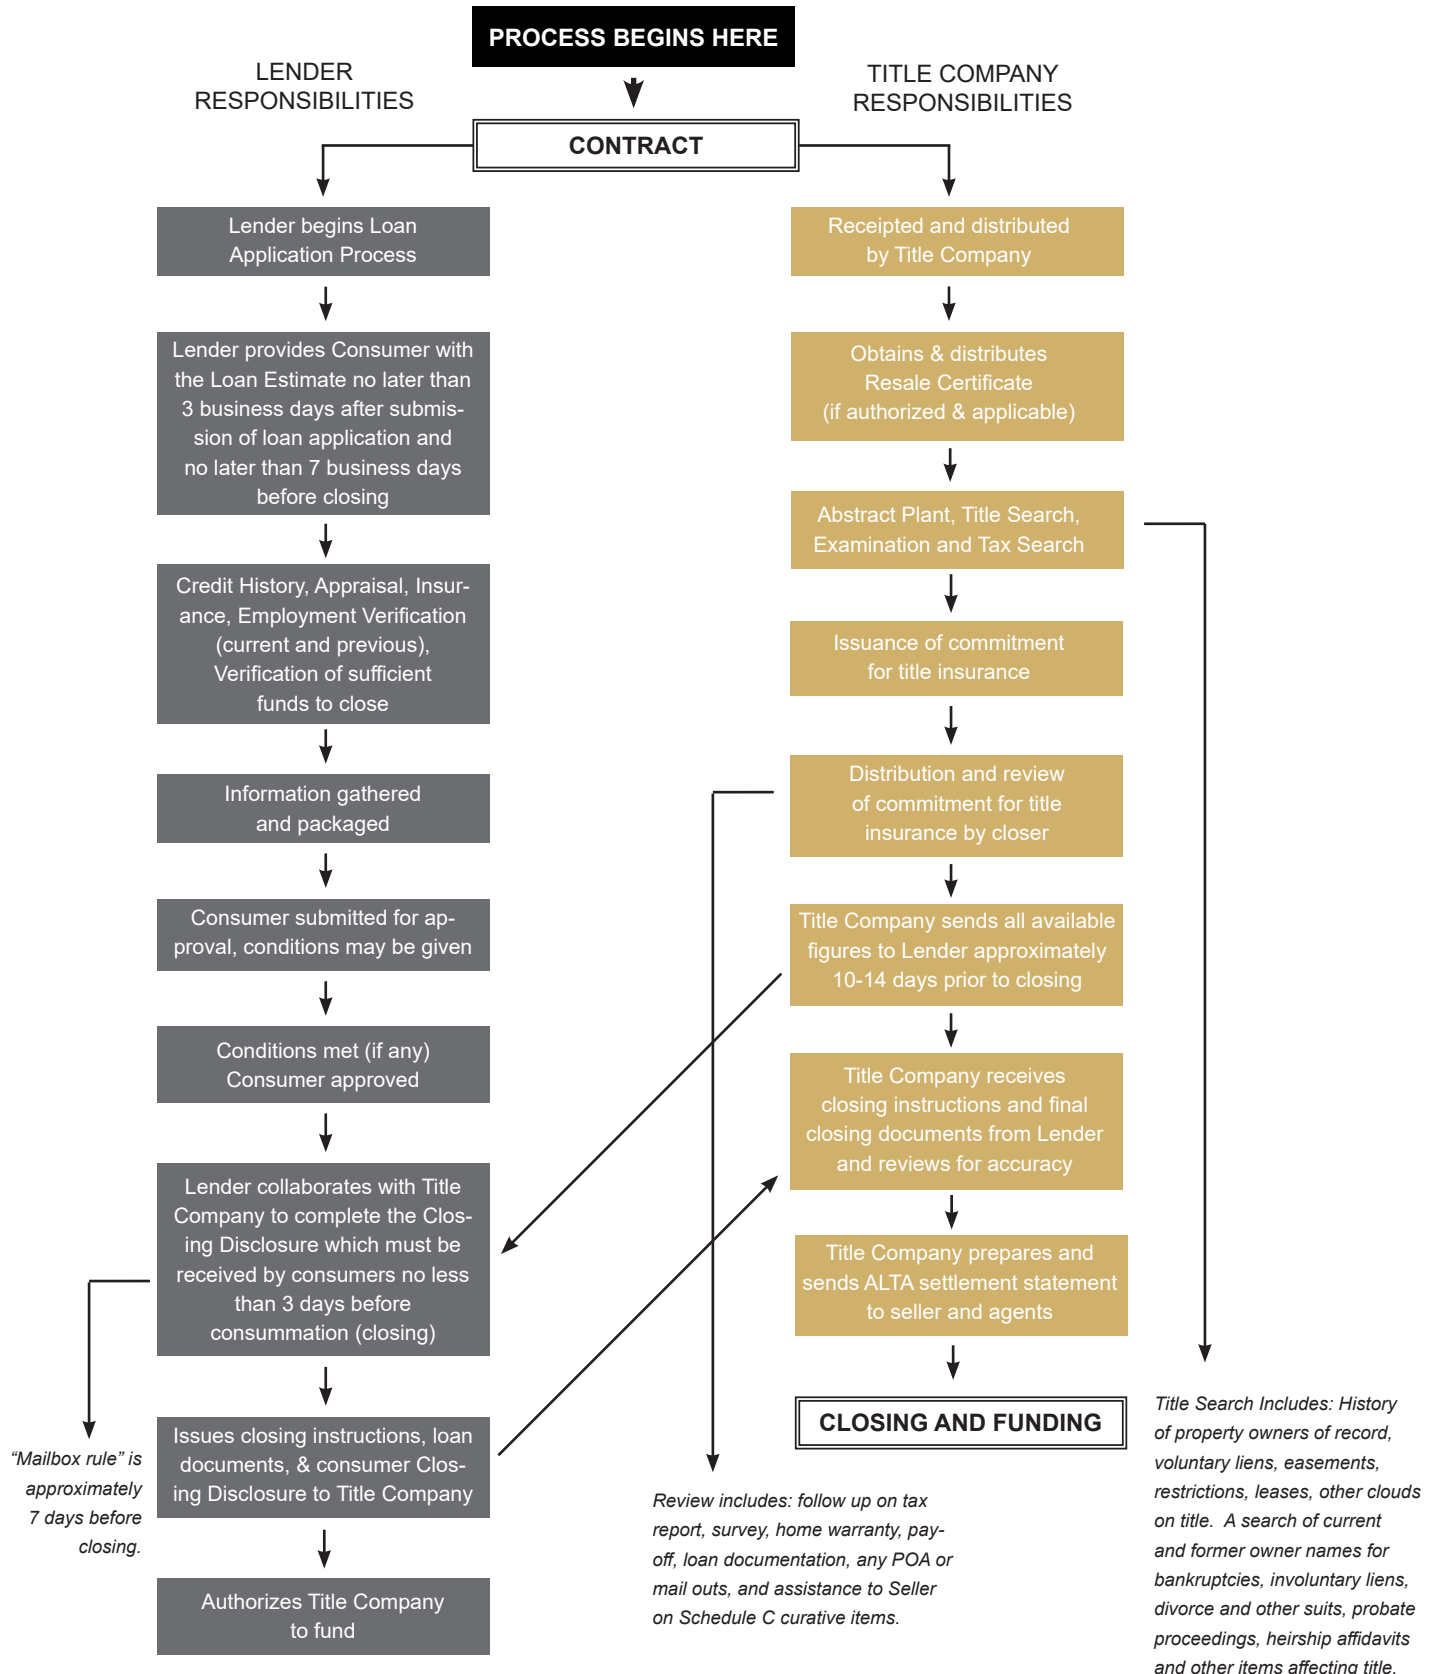 PROCESS BEGINS HERE
LENDER
RESPONSIBILITIES
TITLE COMPANY
RESPONSIBILITIES
CONTRACT
Lender begins Loan
Application Process
Lender provides Consumer with
the Loan Estimate no later than
3 business days after submis-
sion of loan application and
no later than 7 business days
before closing
Credit History, Appraisal, Insur-
ance, Employment Verification
(current and previous),
Verification of sufficient
funds to close
Information gathered
and packaged
Consumer submitted for ap-
proval, conditions may be given
Conditions met (if any)
Consumer approved
Lender collaborates with Title
Company to complete the Clos-
ing Disclosure which must be
received by consumers no less
than 3 days before
consummation (closing)
Issues closing instructions, loan
documents, & consumer Clos-
ing Disclosure to Title Company
Authorizes Title Company
to fund
“Mailbox rule” is
approximately
7 days before
closing.
Receipted and distributed
by Title Company
Obtains & distributes
Resale Certificate
(if authorized & applicable)
Abstract Plant, Title Search,
Examination and Tax Search
Issuance of commitment
for title insurance
Distribution and review
of commitment for title
insurance by closer
Title Company sends all available
figures to Lender approximately
10-14 days prior to closing
Title Company receives
closing instructions and final
closing documents from Lender
and reviews for accuracy
Title Company prepares and
sends ALTA settlement statement
to seller and agents
CLOSING AND FUNDING
Review includes: follow up on tax
report, survey, home warranty, pay-
off, loan documentation, any POA or
mail outs, and assistance to Seller
on Schedule C curative items.
Title Search Includes: History
of property owners of record,
voluntary liens, easements,
restrictions, leases, other clouds
on title.  A search of current
and former owner names for
bankruptcies, involuntary liens,
divorce and other suits, probate
proceedings, heirship affidavits
and other items affecting title.